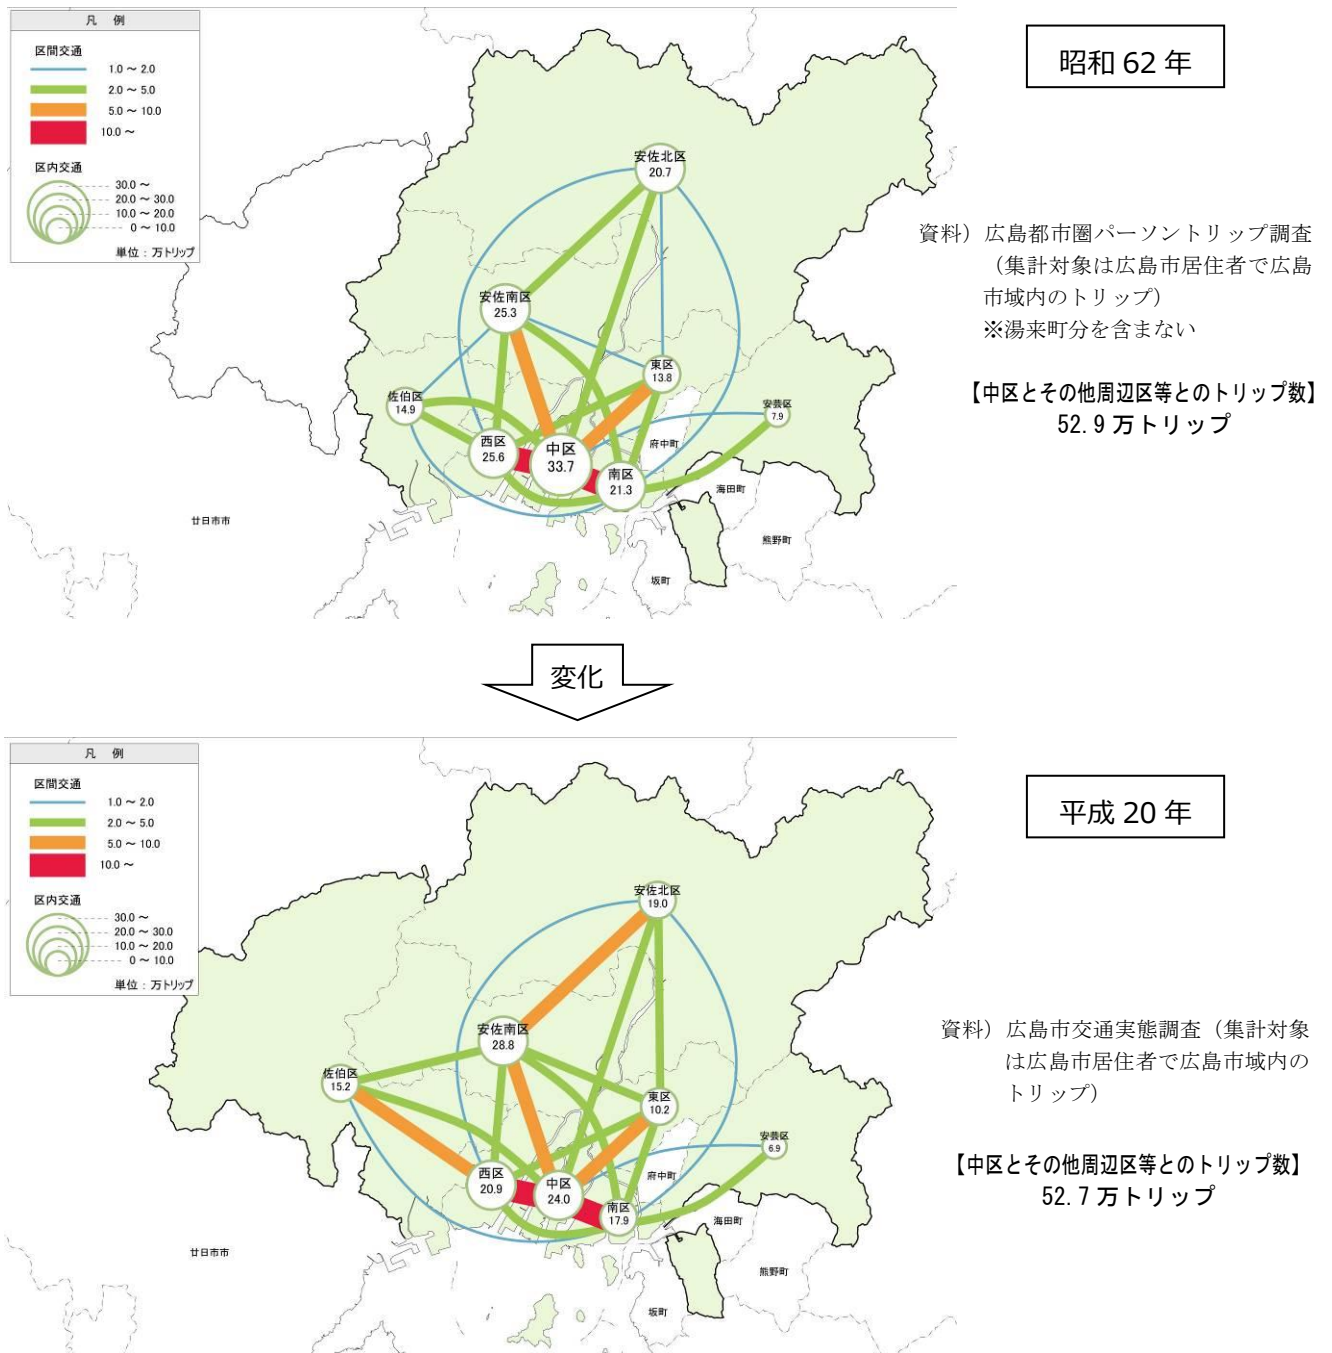 凡 例
区間交通
1.0 ~ 2.0
2.0 ~ 5.0
5.0 ~ 10.0
10.0 ~
区内交通
30.0 ~
20.0 ~ 30.0
10.0 ~ 20.0
0 ~ 10.0
単位 : 万トリップ
昭和 62 年
安佐北区
20.7
安佐南区
25.3
東区
13.8
佐伯区
14.9
安芸区
7.9
西区
25.6
中区
33.7
南区
21.3
府中町
海田町
廿日市市
熊野町
坂町
資料）広島都市圏パーソントリップ調査
（集計対象は広島市居住者で広島
市域内のトリップ）
※湯来町分を含まない
【中区とその他周辺区等とのトリップ数】
52.9 万トリップ
変化
凡 例
区間交通
1.0 ~ 2.0
2.0 ~ 5.0
5.0 ~ 10.0
10.0 ~
区内交通
30.0 ~
20.0 ~ 30.0
10.0 ~ 20.0
0 ~ 10.0
単位 : 万トリップ
平成 20 年
安佐北区
19.0
安佐南区
28.8
佐伯区
15.2
東区
10.2
安芸区
6.9
西区
20.9
中区
24.0
南区
17.9
府中町
海田町
廿日市市
熊野町
坂町
資料）広島市交通実態調査（集計対象
は広島市居住者で広島市域内の
トリップ）
【中区とその他周辺区等とのトリップ数】
52.7 万トリップ